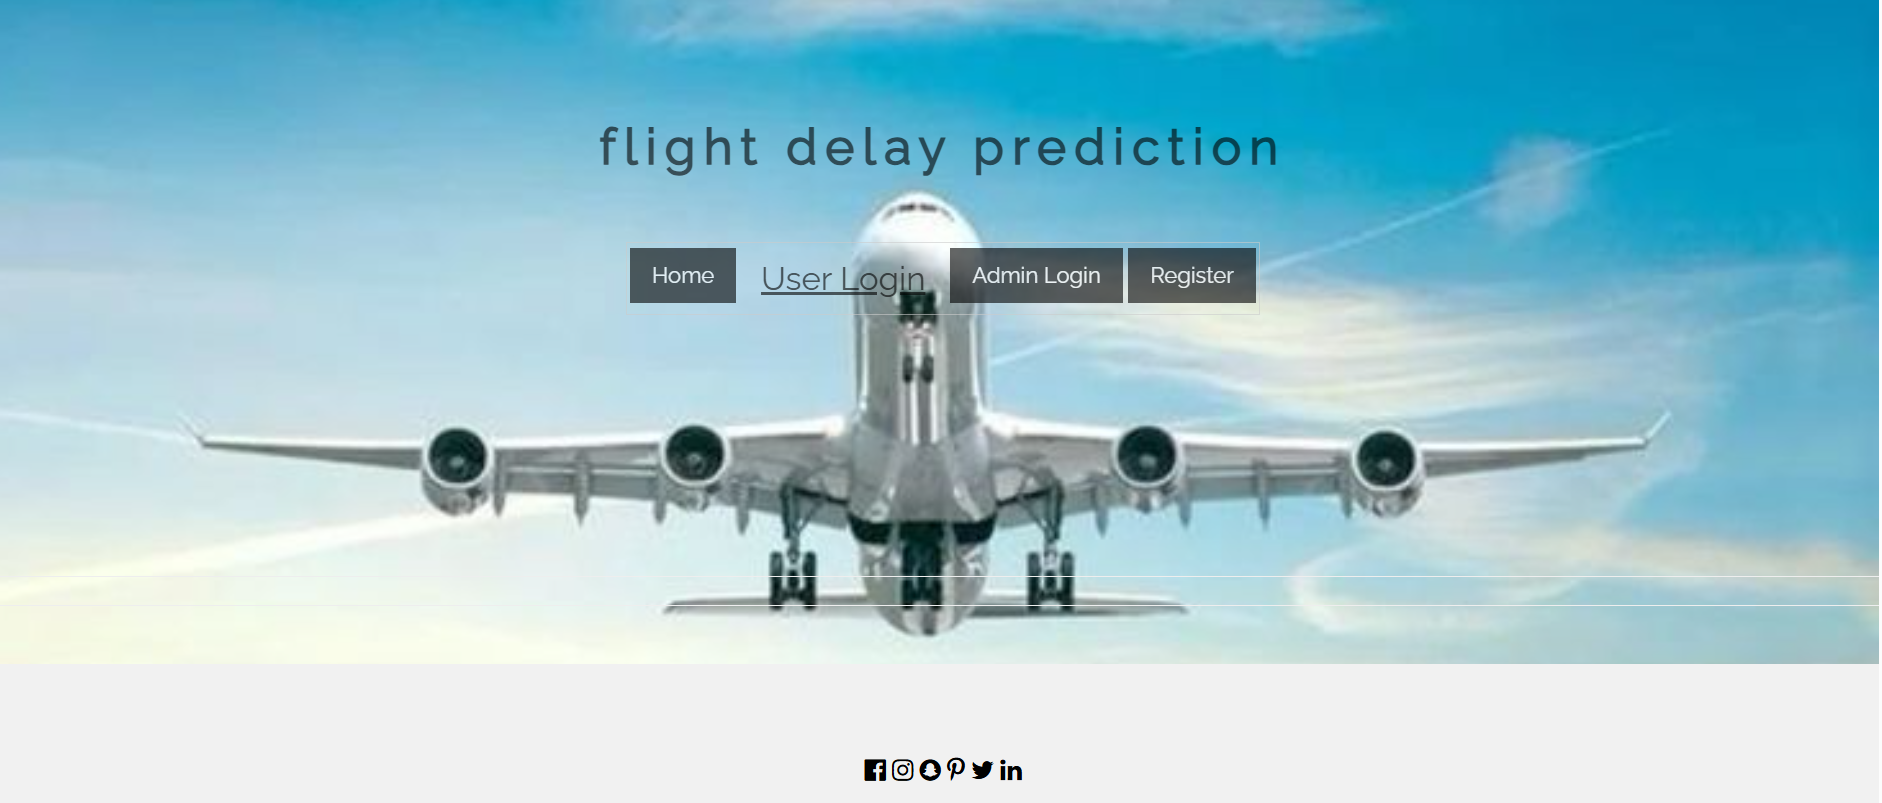 flight delay prediction
Home User Login Admin Login Register